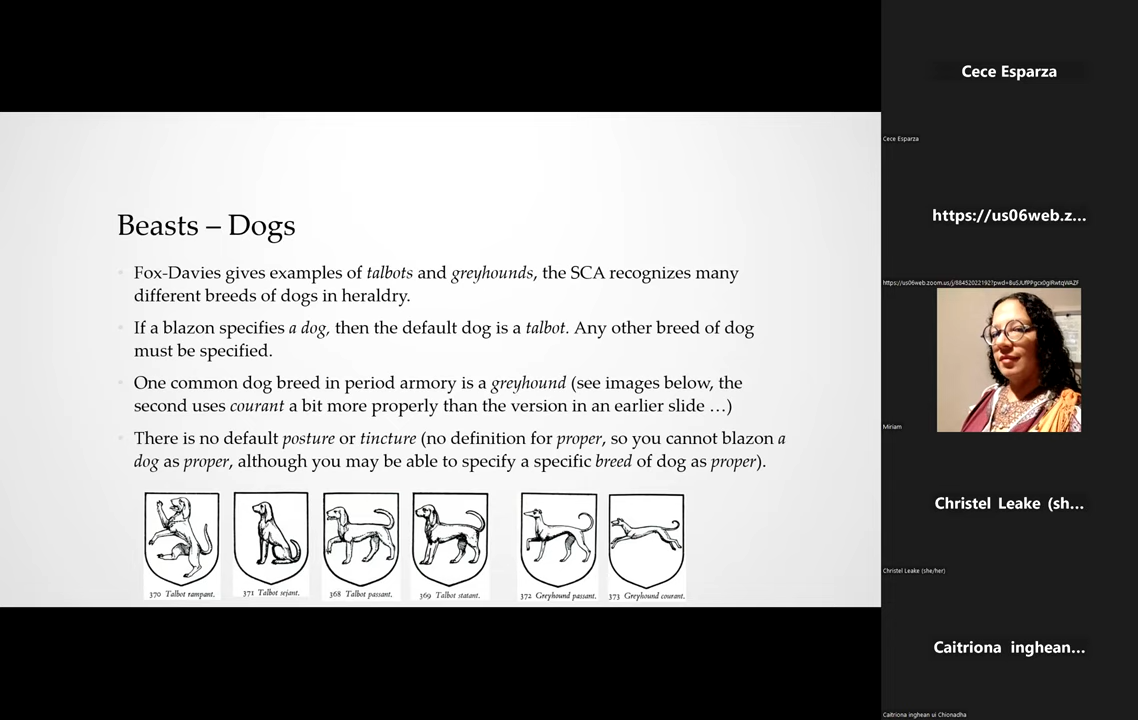 Beasts – Dogs
Fox-Davies gives examples of talbots and greyhounds, the SCA recognizes many
different breeds of dogs in heraldry.
If a blazon specifies a dog, then the default dog is a talbot. Any other breed of dog
must be specified.
One common dog breed in period armory is a greyhound (see images below, the
second uses courant a bit more properly than the version in an earlier slide …)
There is no default posture or tincture (no definition for proper, so you cannot blazon a
dog as proper, although you may be able to specify a specific breed of dog as proper).
370 Talbot rampant.
371 Talbot sejant.
368 Talbot passant.
369 Talbot statant.
372 Greyhound passant.
373 Greyhound courant.
Cece Esparza
Cece Esparza
https://us06web.z...
Miriam
Christel Leake (sh...
Christel Leake (she/her)
Caitriona inghean...
Caitriona inghean ui Chionadha